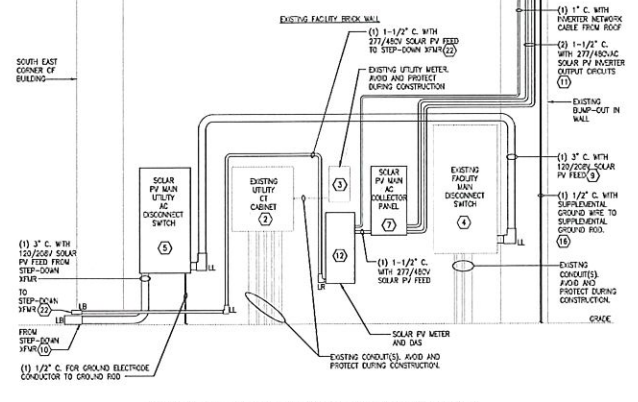 EXISTING FACILITY BRICK WALL
(1) 1-1/2" C. WITH
277/480V SOLAR PV FEED
TO STEP-DOWN XFMR 22
(1) 1" C. WITH
INVERTER NETWORK
CABLE FROM ROOF
(2) 1-1/2" C.
WITH 277/480VAC
SOLAR PV INVERTER
OUTPUT CIRCUITS
11
SOUTH EAST
CORNER OF
BUILDING
EXISTING UTILITY METER.
AVOID AND PROTECT
DURING CONSTRUCTION
EXISTING
BUMP-OUT IN
WALL
SOLAR
PV MAIN
UTILITY
AC
DISCONNECT
SWITCH
5
EXISTING
UTILITY
CT
CABINET
2
3
SOLAR
PV MAIN
AC
COLLECTOR
PANEL
7
EXISTING
FACILITY
MAIN
DISCONNECT
SWITCH
4
(1) 3" C. WITH
120/208V SOLAR
PV FEED 9
(1) 1/2" C. WITH
SUPPLEMENTAL
GROUND WIRE TO
SUPPLEMENTAL
GROUND ROD.
16
12
LL
LL
(1) 3" C. WITH
120/208V SOLAR
PV FEED FROM
STEP-DOWN
XFMR
(1) 1-1/2" C.
WITH 277/480V
SOLAR PV FEED
EXISTING
CONDUIT(S).
AVOID AND
PROTECT DURING
CONSTRUCTION.
LR
TO
STEP-DOWN
XFMR 22
LB
LL
LB
GRADE
FROM
STEP-DOWN
XFMR 10
SOLAR PV METER
AND DAS
EXISTING CONDUIT(S). AVOID AND
PROTECT DURING CONSTRUCTION.
(1) 1/2" C. FOR GROUND ELECTRODE
CONDUCTOR TO GROUND ROD